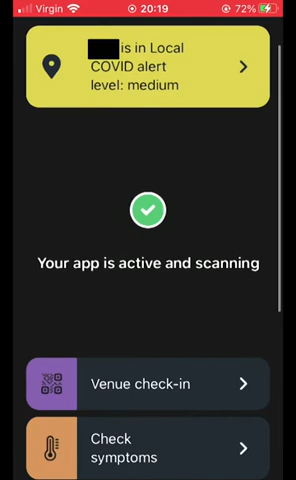 Virgin
20:19
72%
is in Local
COVID alert
level: medium
Your app is active and scanning
Venue check-in
Check
symptoms